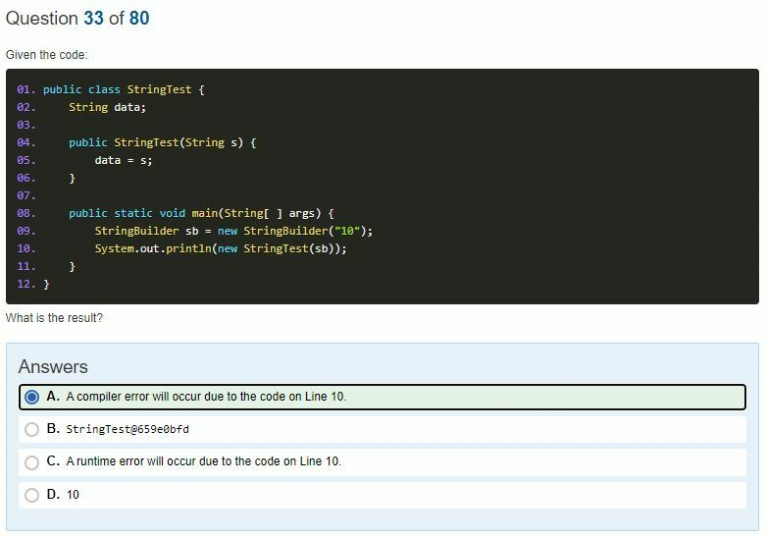 Question 33 of 80
Given the code:
01. public class StringTest {
02.     String data;
03.
04.     public StringTest(String s) {
05.         data = s;
06.     }
07.
08.     public static void main(String[ ] args) {
09.         StringBuilder sb = new StringBuilder("10");
10.         System.out.println(new StringTest(sb));
11.     }
12. }
What is the result?
Answers
A. A compiler error will occur due to the code on Line 10.
B. StringTest@659e0bfd
C. A runtime error will occur due to the code on Line 10.
D. 10